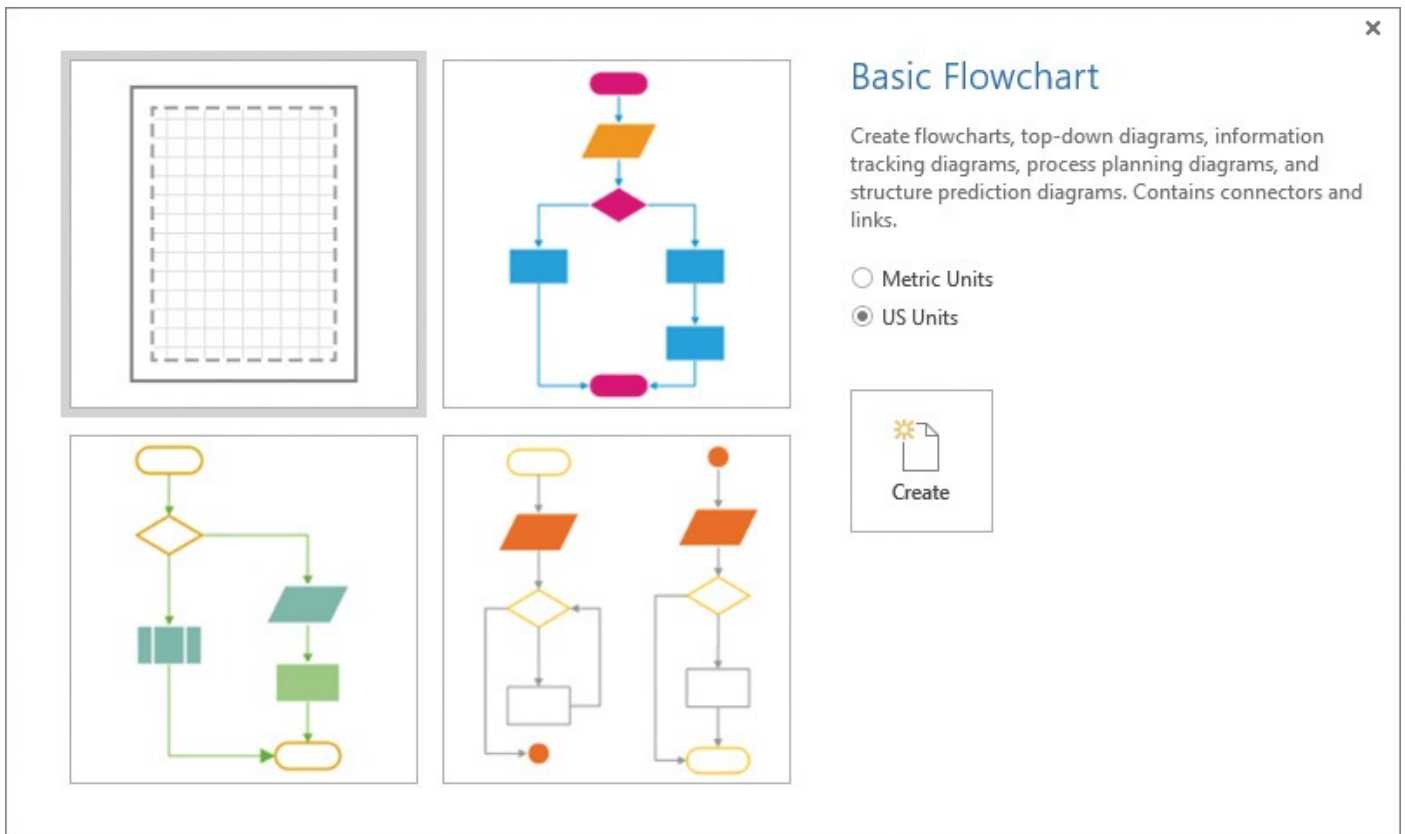 Basic Flowchart
Create flowcharts, top-down diagrams, information
tracking diagrams, process planning diagrams, and
structure prediction diagrams. Contains connectors and
links.
Metric Units
US Units
Create